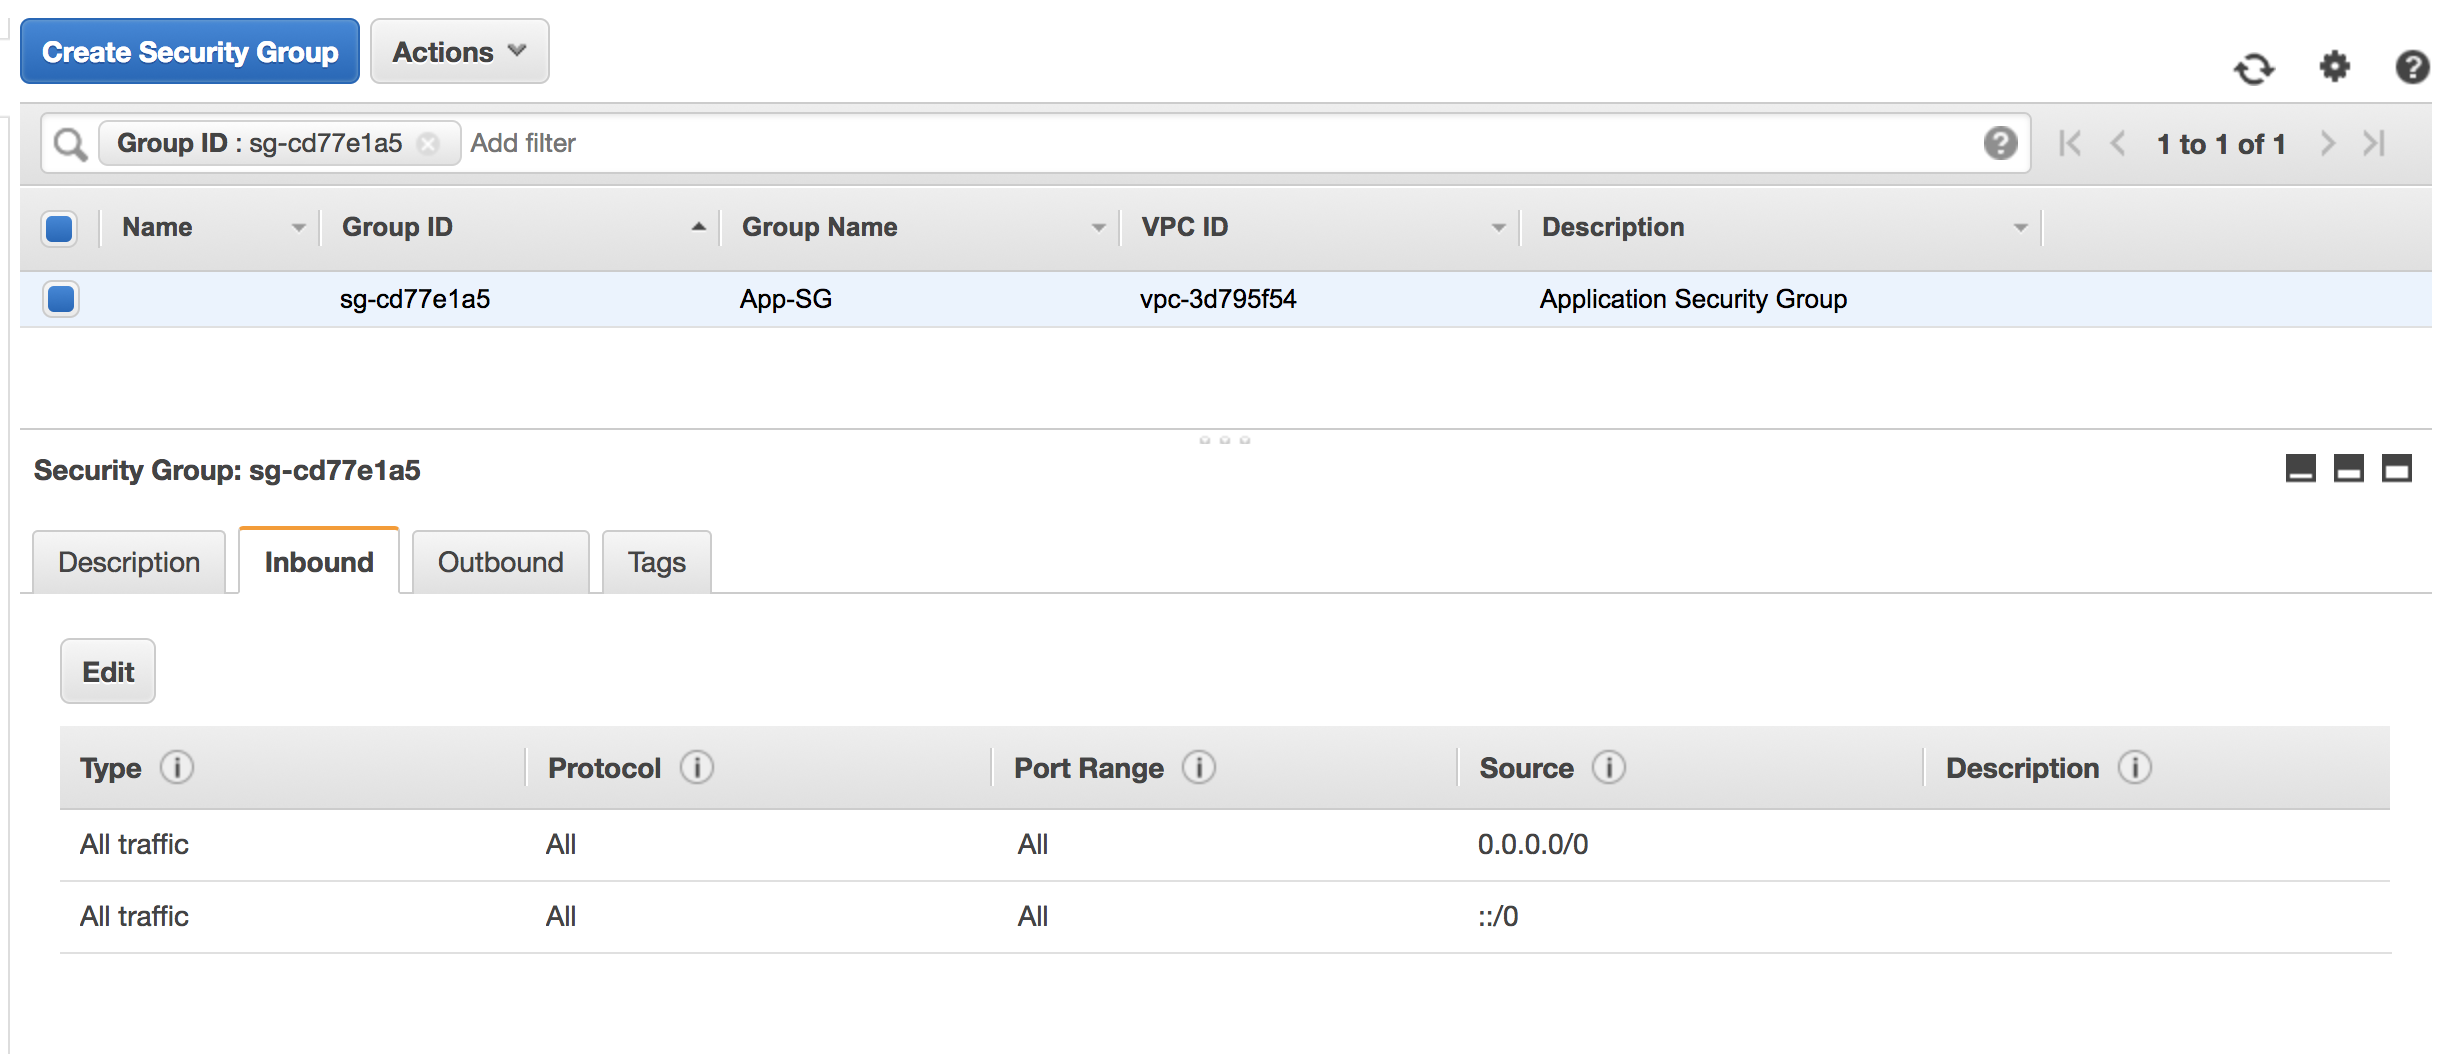 Create Security Group Actions
Group ID : sg-cd77e1a5 Add filter 1 to 1 of 1
Name Group ID Group Name VPC ID Description
sg-cd77e1a5 App-SG vpc-3d795f54 Application Security Group
Security Group: sg-cd77e1a5
Description Inbound Outbound Tags
Edit
Type Protocol Port Range Source Description
All traffic All All 0.0.0.0/0
All traffic All All ::/0